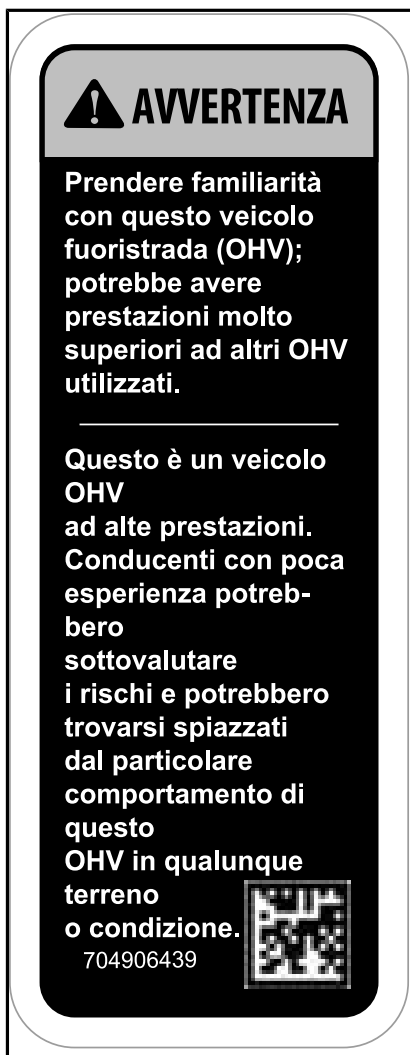 AVVERTENZA
Prendere familiarità
con questo veicolo
fuoristrada (OHV);
potrebbe avere
prestazioni molto
superiori ad altri OHV
utilizzati.
Questo è un veicolo
OHV
ad alte prestazioni.
Conducenti con poca
esperienza potreb-
bero
sottovalutare
i rischi e potrebbero
trovarsi spiazzati
dal particolare
comportamento di
questo
OHV in qualunque
terreno
o condizione.
704906439